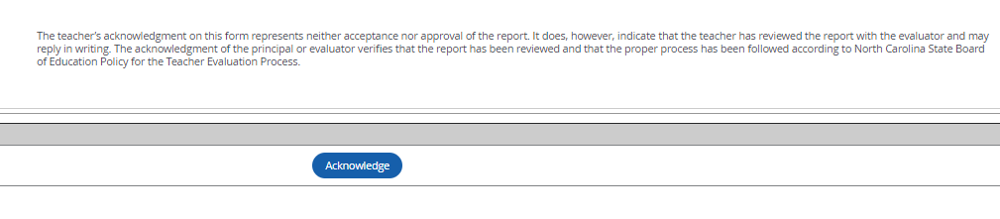 The teacher's acknowledgment on this form represents neither acceptance nor approval of the report. It does, however, indicate that the teacher has reviewed the report with the evaluator and may
reply in writing. The acknowledgment of the principal or evaluator verifies that the report has been reviewed and that the proper process has been followed according to North Carolina State Board
of Education Policy for the Teacher Evaluation Process.
Acknowledge